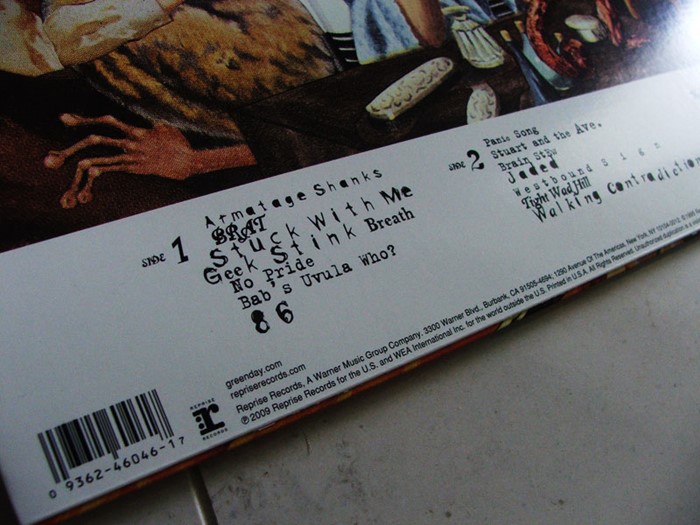 SIDE 1
Armatage Shanks
BRAT
Stuck With Me
Geek Stink Breath
No Pride
Bab's Uvula Who?
86
SIDE 2
Panic Song
Stuart and the Ave.
Brain Stew
Jaded
Westbound Sign
Tight Wad Hill
Walking Contradiction
greenday.com
repriserecords.com
Reprise Records, A Warner Music Group Company. 3300 Warner Blvd., Burbank, CA 91505-4694; 1290 Avenue Of The Americas, New York, NY
℗2009 Reprise Records for the U.S. and WEA International Inc. for the world outside the U.S. Printed in U.S.A. All Rights Reserved. Unauthorized duplication is a
REPRISE
r
RECORDS
0 9362-46046-17